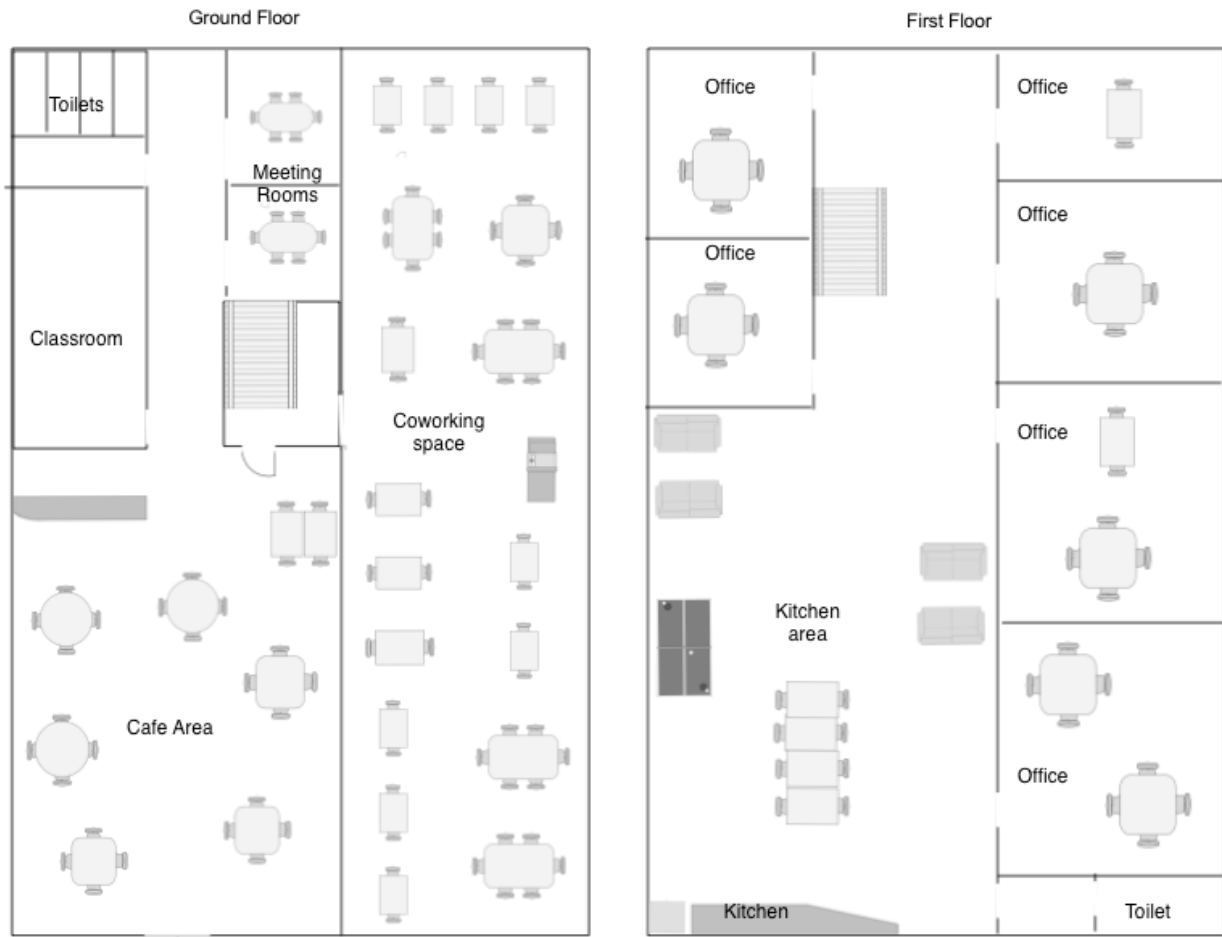 Ground Floor
First Floor
Toilets
Meeting
Rooms
Classroom
Coworking
space
Cafe Area
Office
Office
Office
Office
Office
Office
Kitchen
area
Kitchen
Toilet